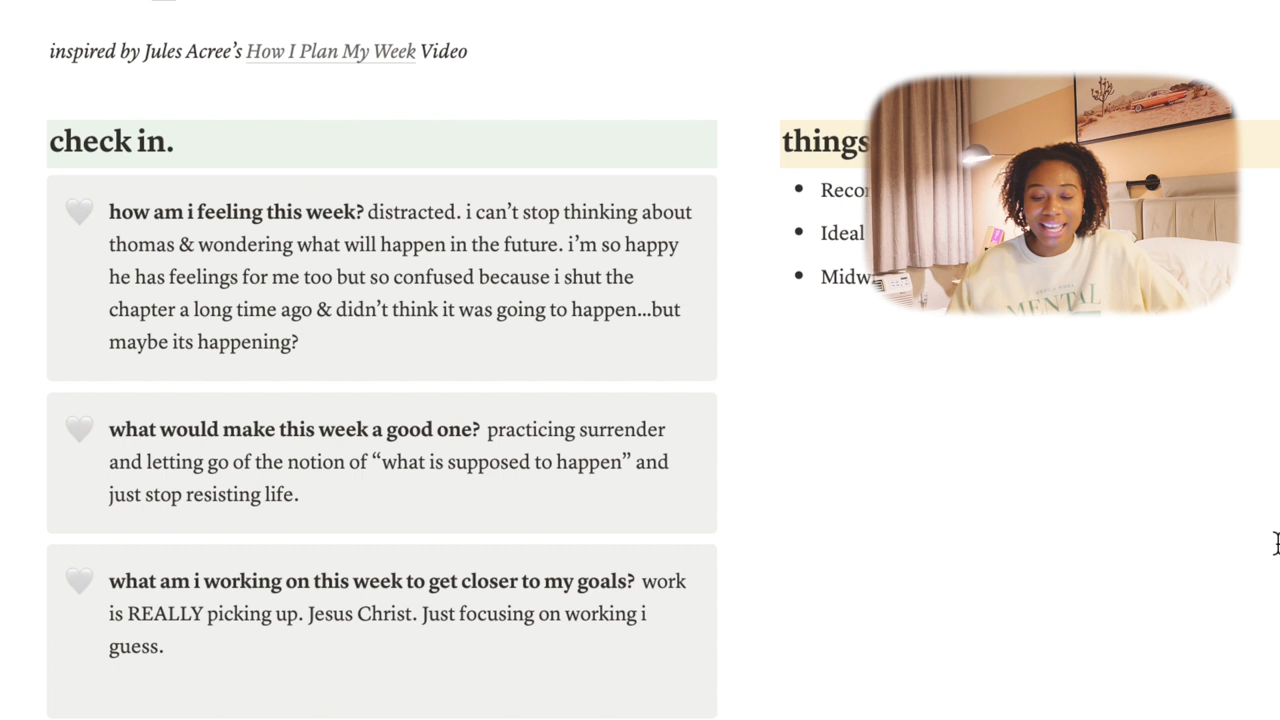 inspired by Jules Acree’s How I Plan My Week Video
check in.
how am i feeling this week? distracted. i can’t stop thinking about
thomas & wondering what will happen in the future. i’m so happy
he has feelings for me too but so confused because i shut the
chapter a long time ago & didn’t think it was going to happen...but
maybe its happening?
what would make this week a good one? practicing surrender
and letting go of the notion of “what is supposed to happen” and
just stop resisting life.
what am i working on this week to get closer to my goals? work
is REALLY picking up. Jesus Christ. Just focusing on working i
guess.
things
Ideal
MENTAL